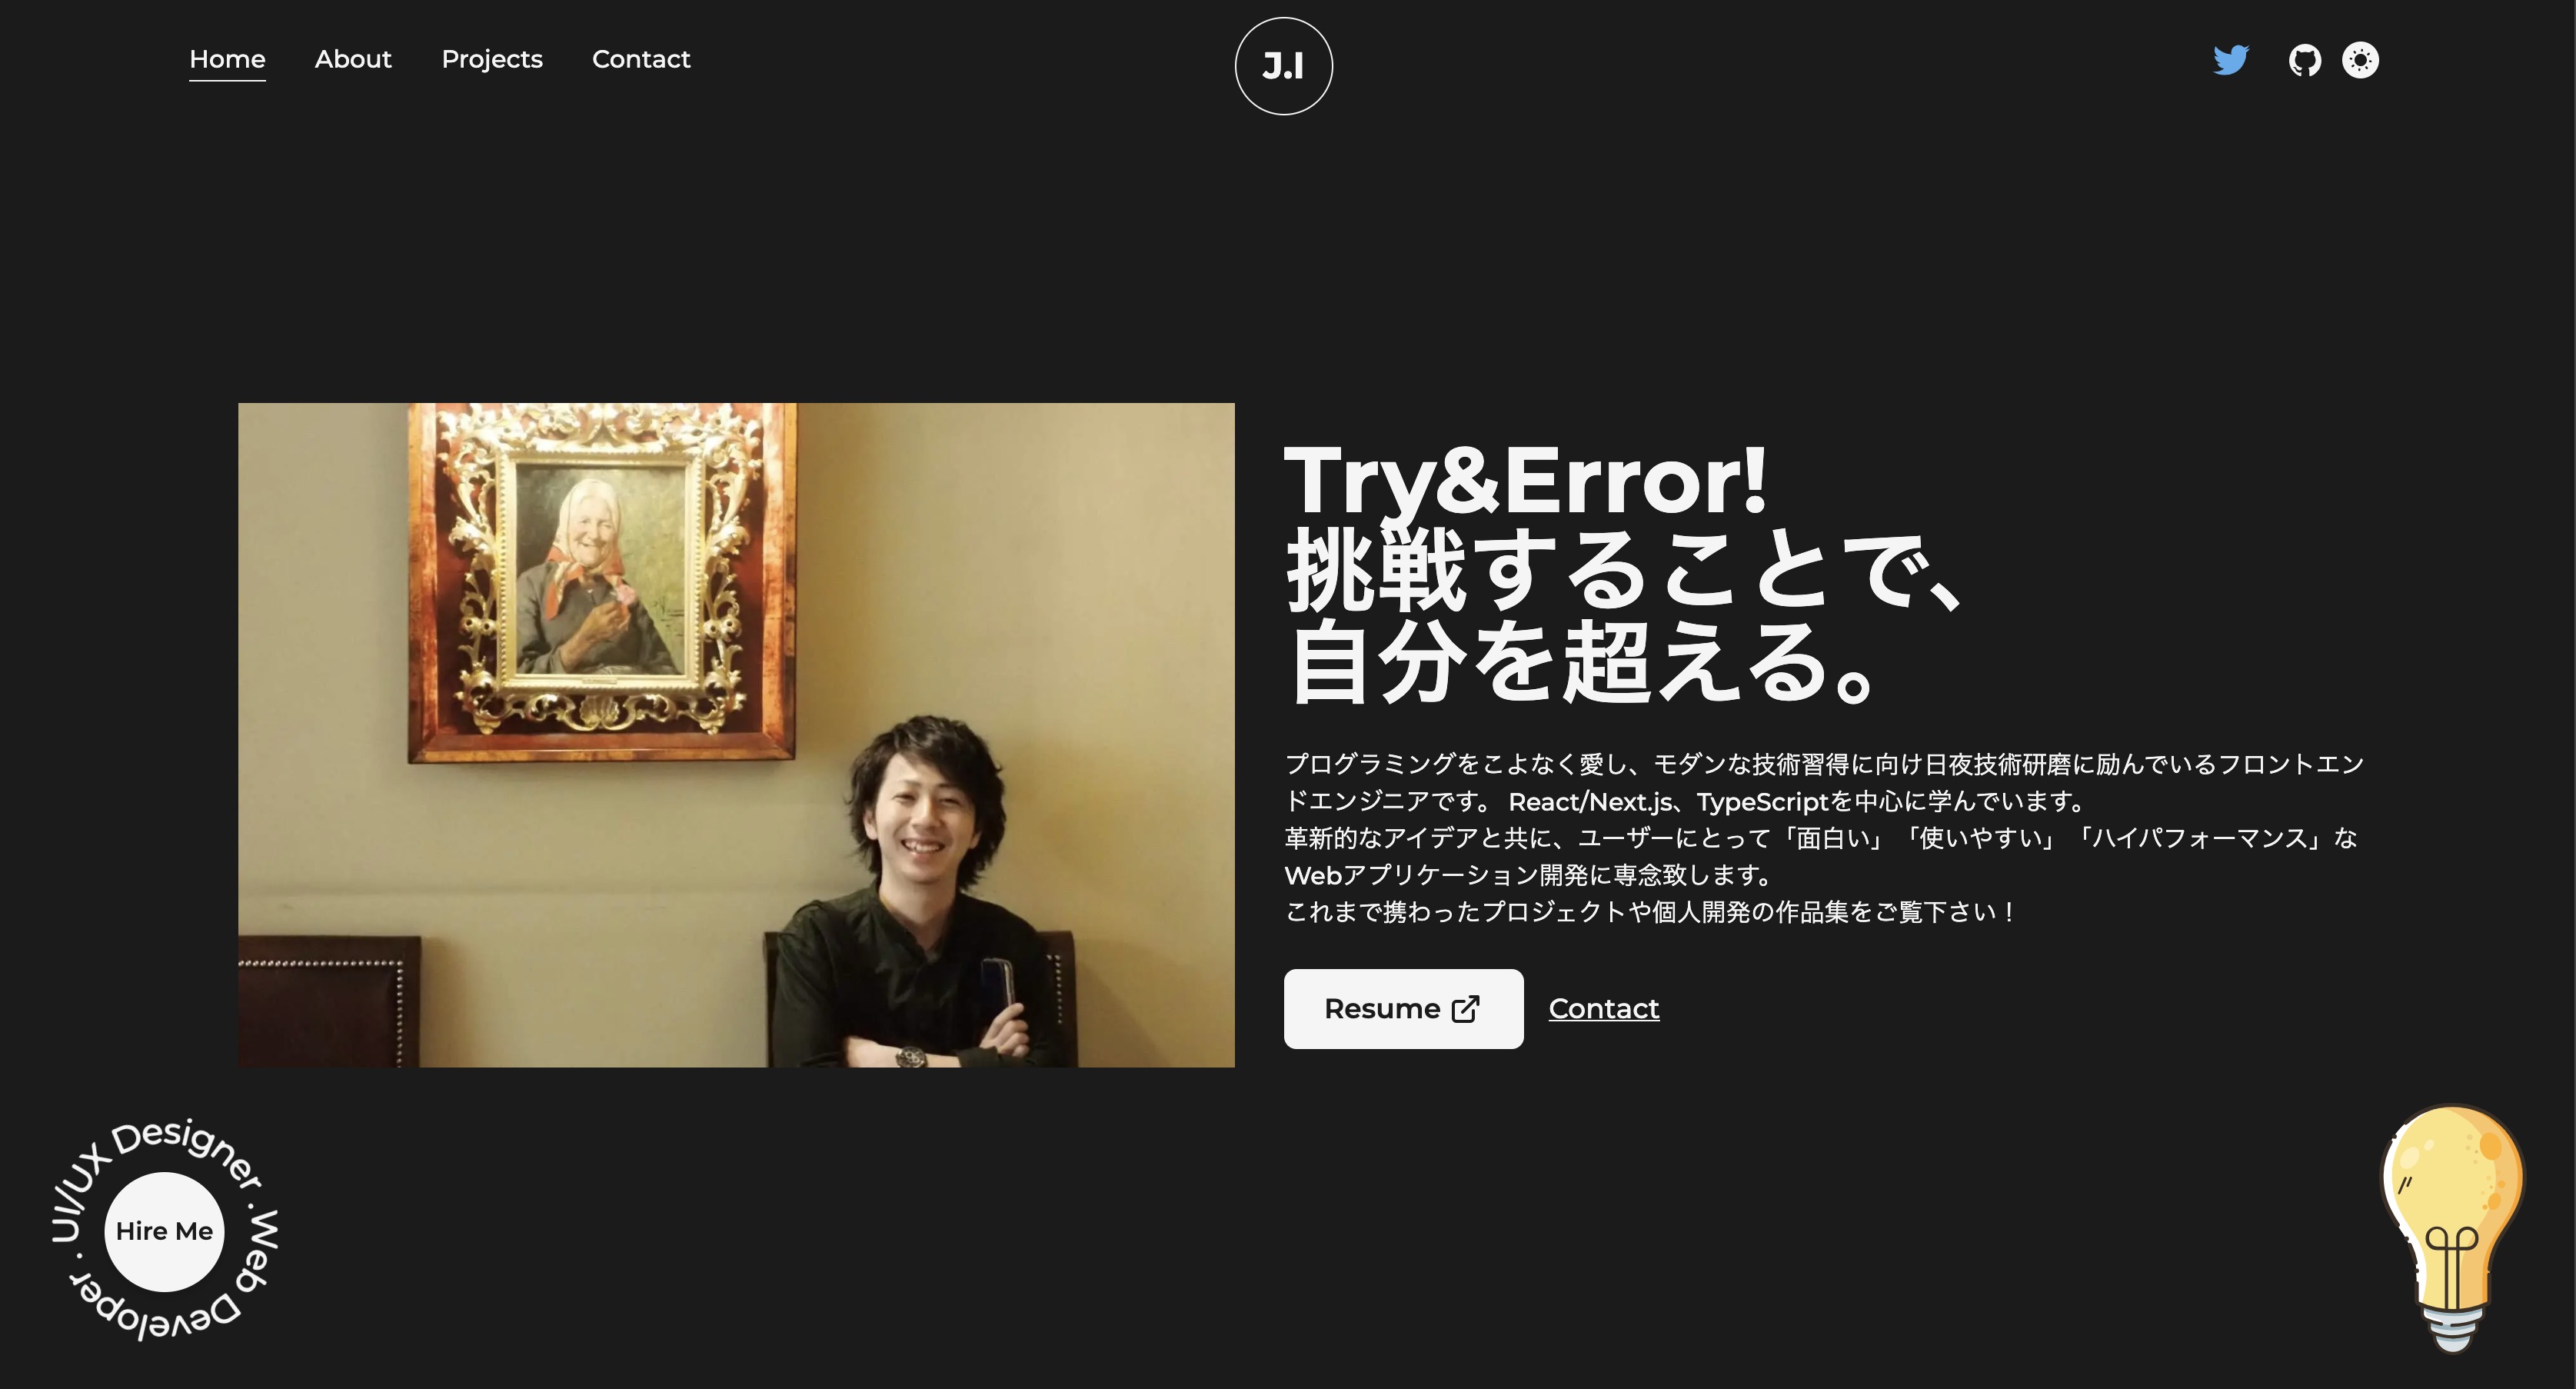 Home
About
Projects
Contact
J.I
Try&Error!
挑戦することで、
自分を超える。
プログラミングをこよなく愛し、モダンな技術習得に向け日夜技術研磨に励んでいるフロントエン
ドエンジニアです。 React/Next.js、TypeScriptを中心に学んでいます。
革新的なアイデアと共に、ユーザーにとって「面白い」「使いやすい」「ハイパフォーマンス」な
Webアプリケーション開発に専念致します。
これまで携わったプロジェクトや個人開発の作品集をご覧下さい！
Resume
Contact
UI/UX Designer . Web Developer .
Hire Me